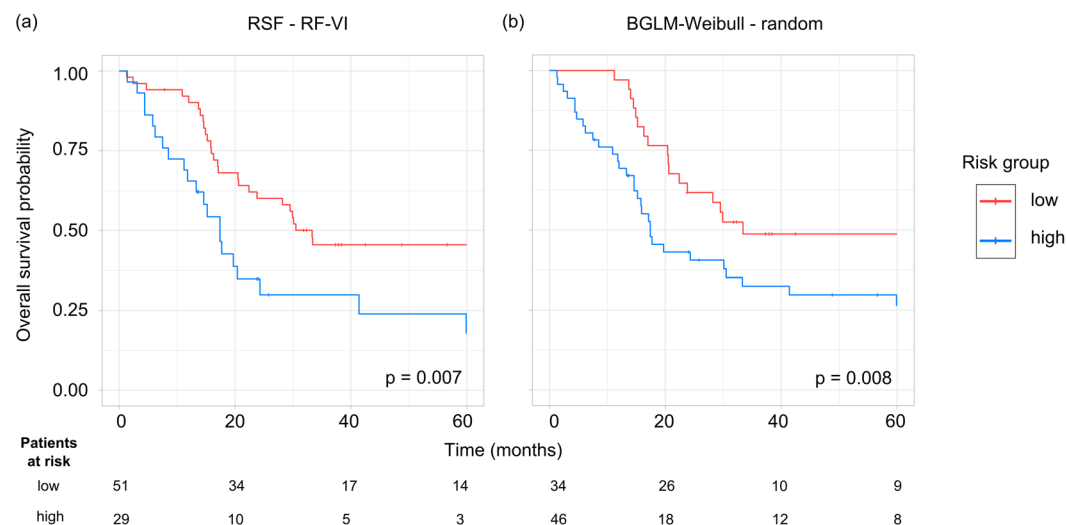 (a) RSF - RF-VI
(b) BGLM-Weibull - random
Overall survival probability
1.00
0.75
0.50
0.25
0.00
p = 0.007
p = 0.008
0 20 40 60
0 20 40 60
Time (months)
Risk group
low
high
Patients
at risk
low 51 34 17 14 34 26 10 9
high 29 10 5 3 46 18 12 8